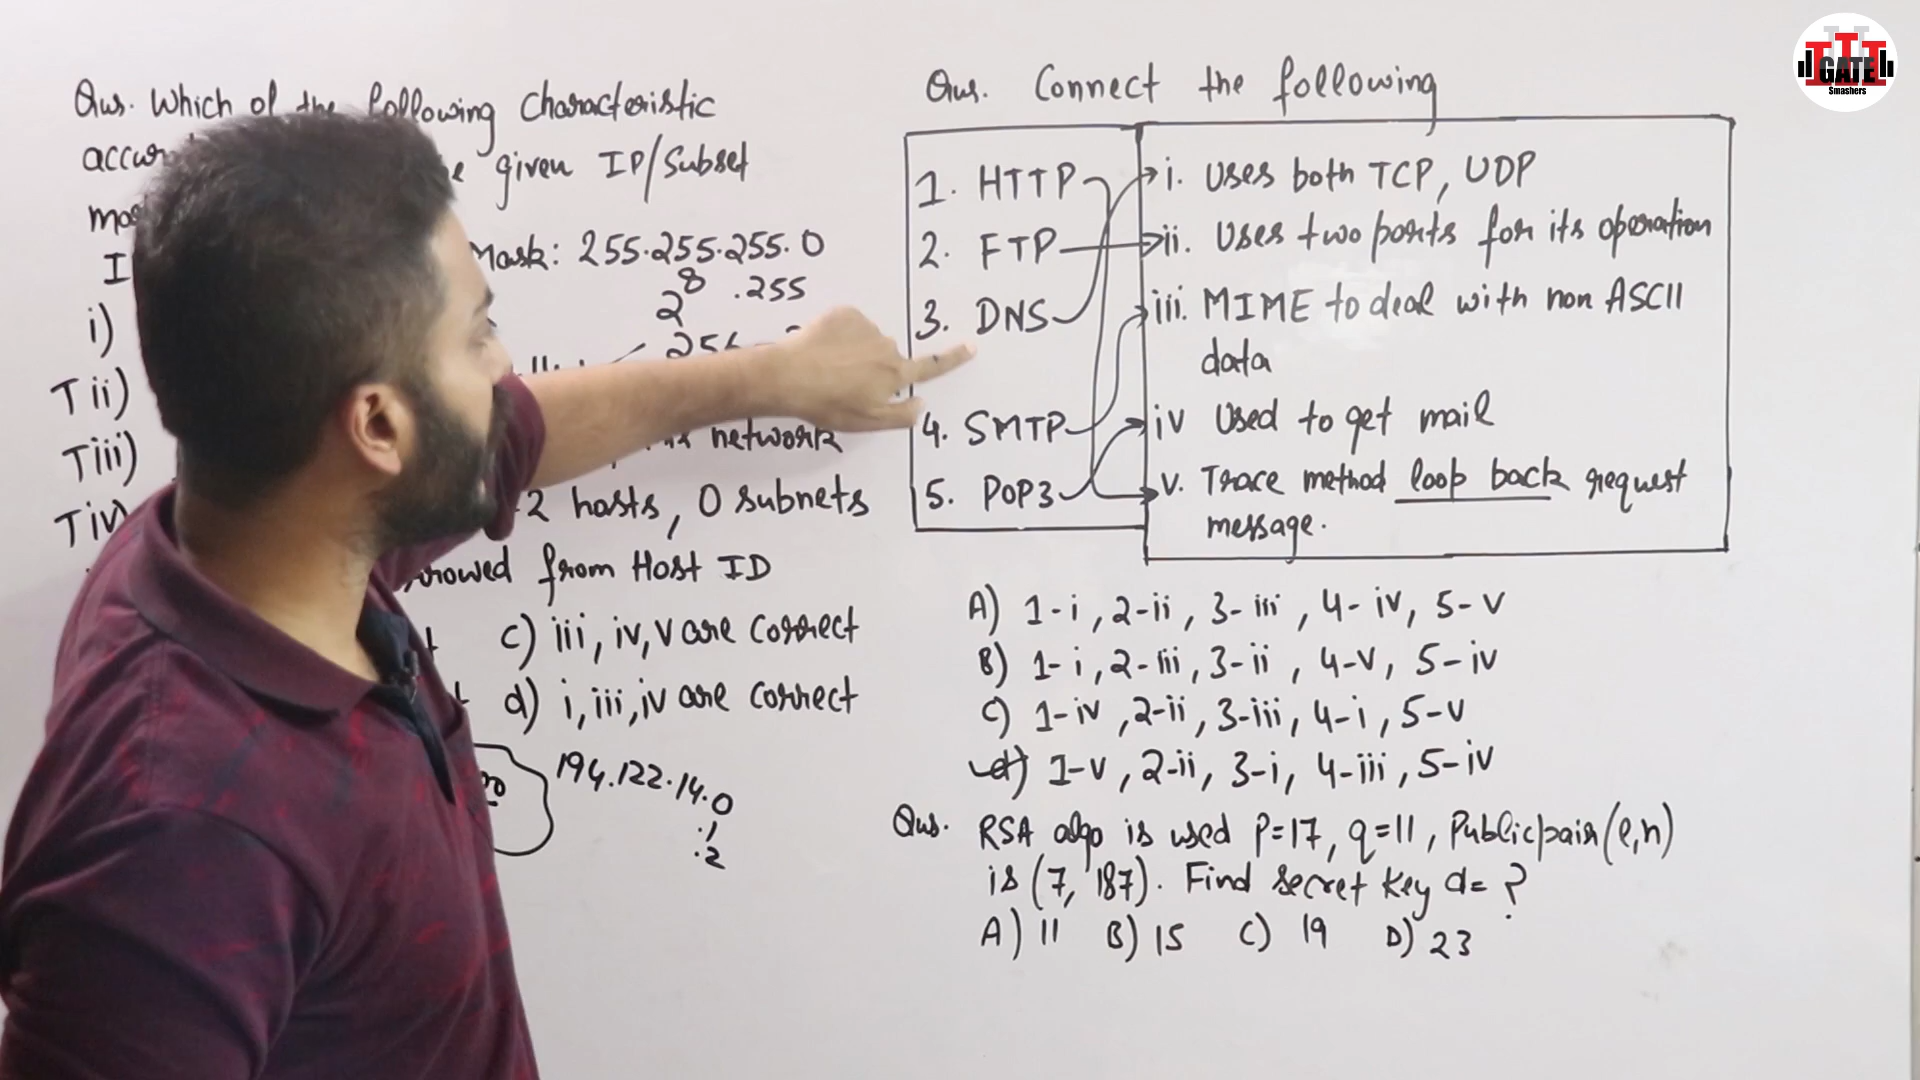 Qus. Which of the following characteristic
given IP/Subset
Mask: 255.255.255.0
2^8 .255
i)
T ii)
T iii)
network
T iv)
2 hosts, 0 subnets
from Host ID
c) iii, iv, v are correct
d) i, iii, iv are correct
194.122.14.0
.1
.2
Qus. Connect the following
1. HTTP
2. FTP
3. DNS
4. SMTP
5. POP3
i. Uses both TCP, UDP
ii. Uses two ports for its operation
iii. MIME to deal with non ASCII
data
iv Used to get mail
v. Trace method loop back request
message.
A) 1-i, 2-ii, 3-iii, 4-iv, 5-v
B) 1-i, 2-iii, 3-ii, 4-v, 5-iv
C) 1-iv, 2-ii, 3-iii, 4-i, 5-v
d) 1-v, 2-ii, 3-i, 4-iii, 5-iv
Qus. RSA algo is used P=17, q=11, Public pair (e,n)
is (7, 187). Find secret key d= ?
A) 11 B) 15 C) 19 D) 23
GATE
Smashers